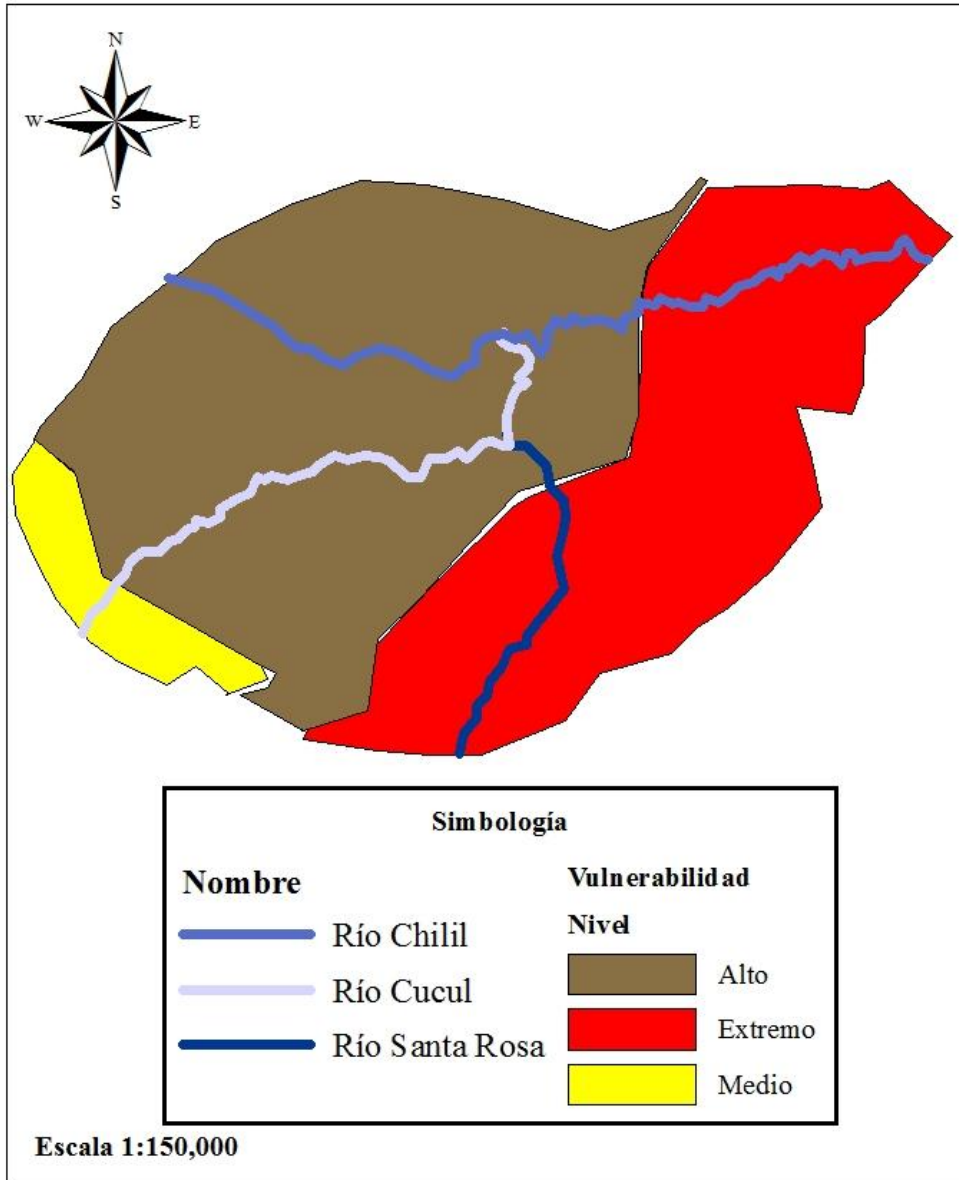 N
W E
S
Simbología
Nombre
Río Chilil
Río Cucul
Río Santa Rosa
Vulnerabilidad
Nivel
Alto
Extremo
Medio
Escala 1:150,000